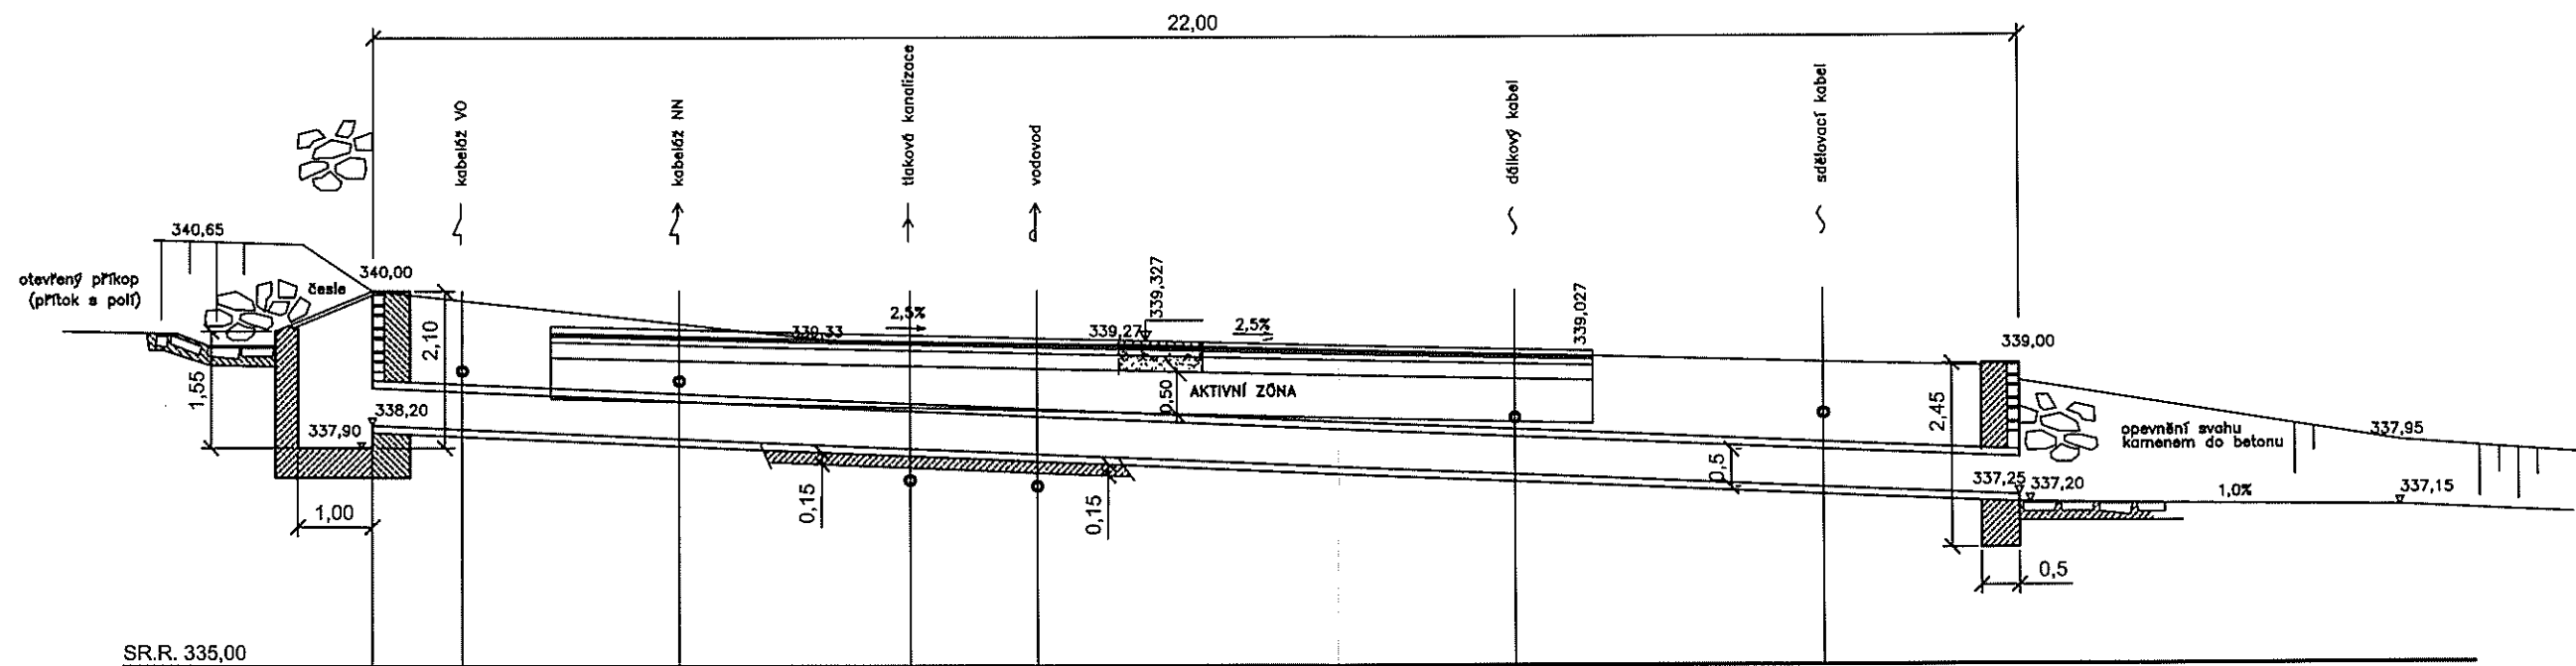 22,00
kabeláž VO
kabeláž NN
tlaková kanalizace
vodovod
dálkový kabel
sdělovací kabel
340,65
otevřený příkop
(přítok s polí)
česle
340,00
2,10
1,55
338,20
337,90
1,00
339,33
2,5%
339,27
339,327
2,5%
339,027
0,50
AKTIVNÍ ZÓNA
0,15
0,15
0,5
339,00
2,45
opevnění svahu
kamenem do betonu
337,95
337,25
337,20
1,0%
337,15
0,5
SR.R. 335,00